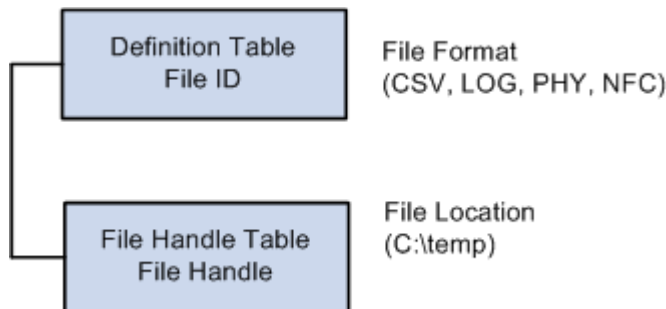 Definition Table
File ID
File Format
(CSV, LOG, PHY, NFC)
File Handle Table
File Handle
File Location
(C:\temp)